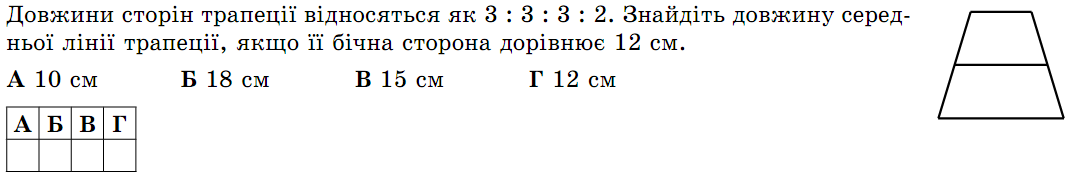 Довжини сторін трапеції відносяться як 3 : 3 : 3 : 2. Знайдіть довжину серед-
ньої лінії трапеції, якщо її бічна сторона дорівнює 12 см.
А 10 см Б 18 см В 15 см Г 12 см
А Б В Г